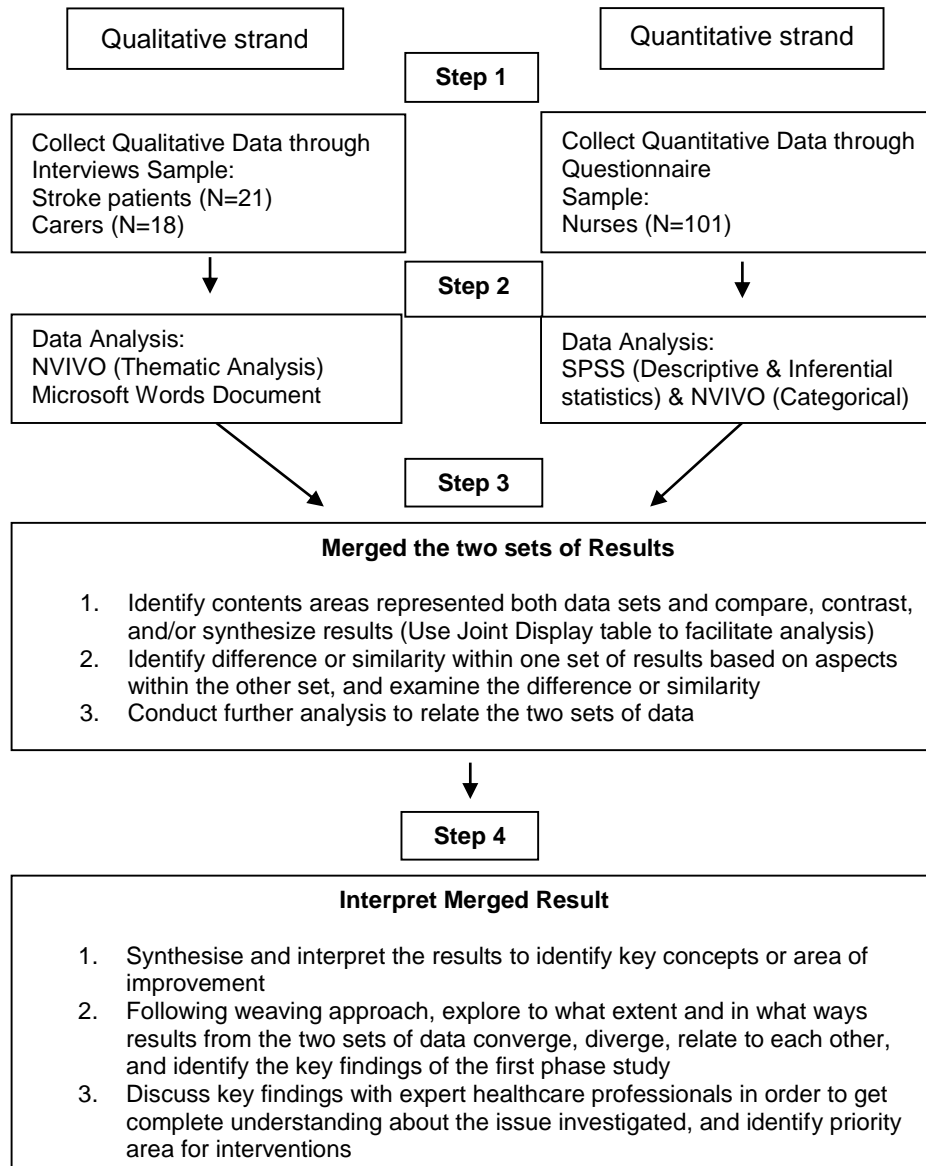 Qualitative strand
Quantitative strand
Step 1
Collect Qualitative Data through
Interviews Sample:
Stroke patients (N=21)
Carers (N=18)
Collect Quantitative Data through
Questionnaire
Sample:
Nurses (N=101)
Step 2
Data Analysis:
NVIVO (Thematic Analysis)
Microsoft Words Document
Data Analysis:
SPSS (Descriptive & Inferential
statistics) & NVIVO (Categorical)
Step 3
Merged the two sets of Results
1. Identify contents areas represented both data sets and compare, contrast,
and/or synthesize results (Use Joint Display table to facilitate analysis)
2. Identify difference or similarity within one set of results based on aspects
within the other set, and examine the difference or similarity
3. Conduct further analysis to relate the two sets of data
Step 4
Interpret Merged Result
1. Synthesise and interpret the results to identify key concepts or area of
improvement
2. Following weaving approach, explore to what extent and in what ways
results from the two sets of data converge, diverge, relate to each other,
and identify the key findings of the first phase study
3. Discuss key findings with expert healthcare professionals in order to get
complete understanding about the issue investigated, and identify priority
area for interventions